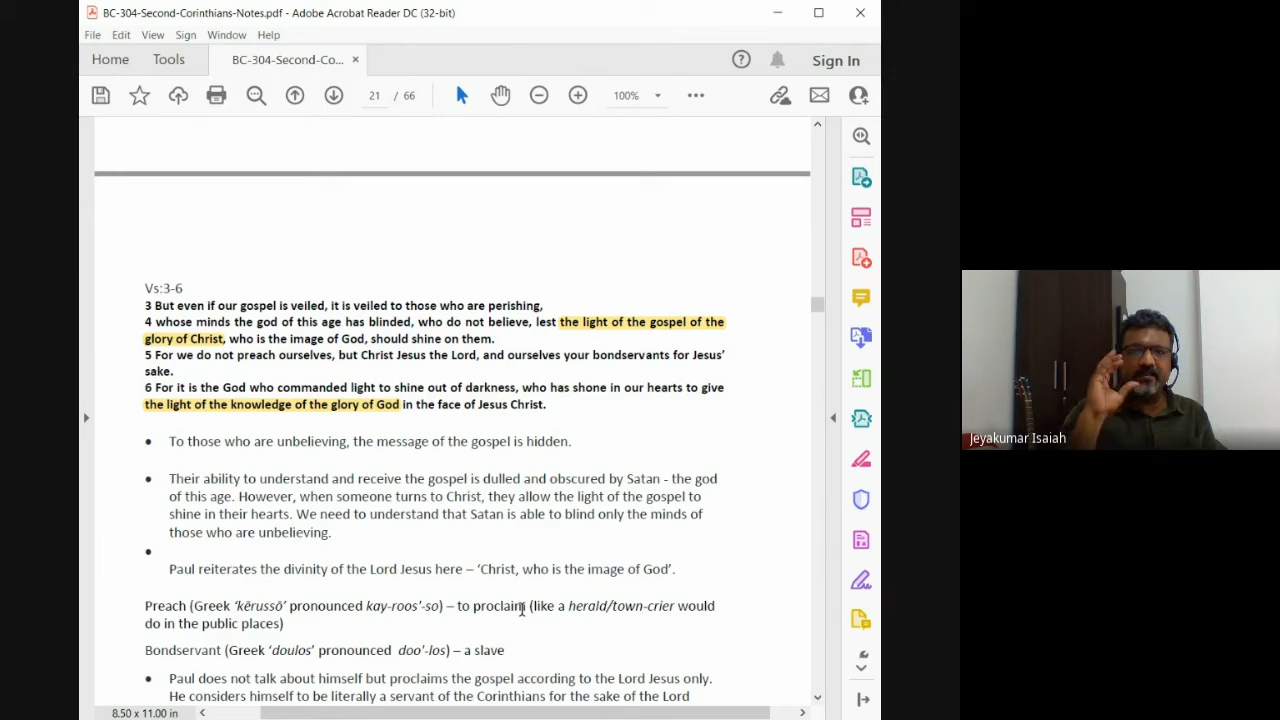 BC-304-Second-Corinthians-Notes.pdf - Adobe Acrobat Reader DC (32-bit)
File Edit View Sign Window Help
Home Tools BC-304-Second-Co... × Sign In
21 / 66 100%
Vs:3-6
3 But even if our gospel is veiled, it is veiled to those who are perishing,
4 whose minds the god of this age has blinded, who do not believe, lest the light of the gospel of the
glory of Christ, who is the image of God, should shine on them.
5 For we do not preach ourselves, but Christ Jesus the Lord, and ourselves your bondservants for Jesus’
sake.
6 For it is the God who commanded light to shine out of darkness, who has shone in our hearts to give
the light of the knowledge of the glory of God in the face of Jesus Christ.
• To those who are unbelieving, the message of the gospel is hidden.
• Their ability to understand and receive the gospel is dulled and obscured by Satan - the god
of this age. However, when someone turns to Christ, they allow the light of the gospel to
shine in their hearts. We need to understand that Satan is able to blind only the minds of
those who are unbelieving.
•
Paul reiterates the divinity of the Lord Jesus here – ‘Christ, who is the image of God’.
Preach (Greek ‘kērussō’ pronounced kay-roos'-so) – to proclaim (like a herald/town-crier would
do in the public places)
Bondservant (Greek ‘doulos’ pronounced doo'-los) – a slave
• Paul does not talk about himself but proclaims the gospel according to the Lord Jesus only.
He considers himself to be literally a servant of the Corinthians for the sake of the Lord
8.50 x 11.00 in
Jeyakumar Isaiah